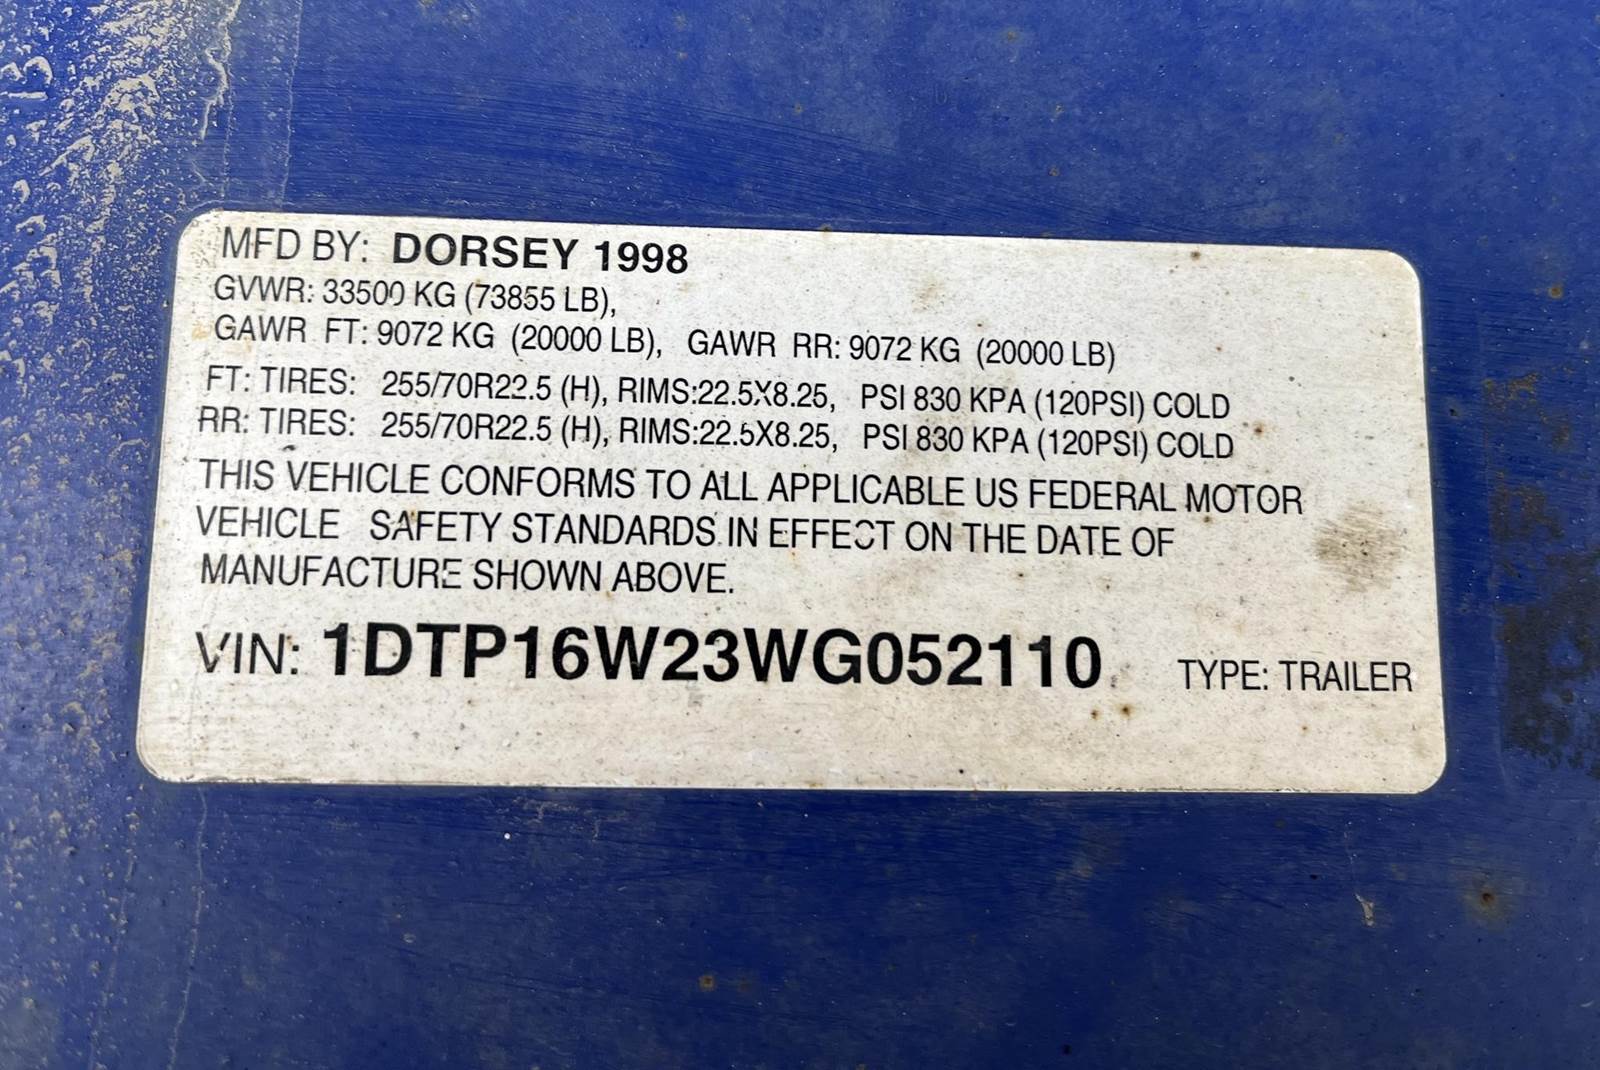 MFD BY: DORSEY 1998
GVWR: 33500 KG (73855 LB),
GAWR FT: 9072 KG (20000 LB), GAWR RR: 9072 KG (20000 LB)
FT: TIRES: 255/70R22.5 (H), RIMS:22.5X8.25, PSI 830 KPA (120PSI) COLD
RR: TIRES: 255/70R22.5 (H), RIMS:22.5X8.25, PSI 830 KPA (120PSI) COLD
THIS VEHICLE CONFORMS TO ALL APPLICABLE US FEDERAL MOTOR
VEHICLE SAFETY STANDARDS IN EFFECT ON THE DATE OF
MANUFACTURE SHOWN ABOVE.
VIN: 1DTP16W23WG052110 TYPE: TRAILER